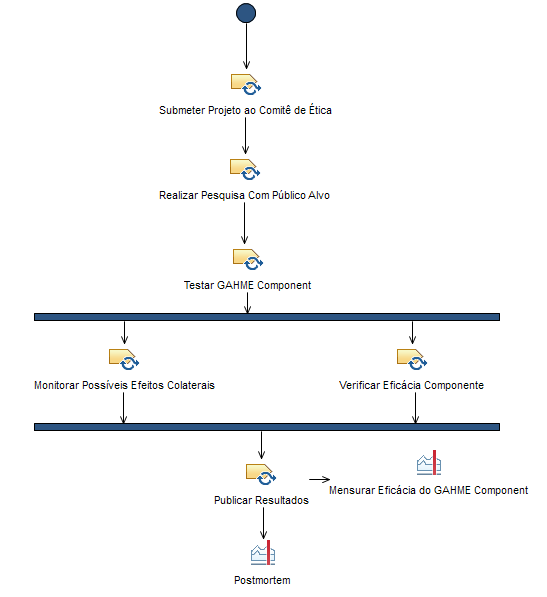 Submeter Projeto ao Comitê de Ética
Realizar Pesquisa Com Público Alvo
Testar GAHME Component
Monitorar Possíveis Efeitos Colaterais
Verificar Eficácia Componente
Publicar Resultados
Mensurar Eficácia do GAHME Component
Postmortem